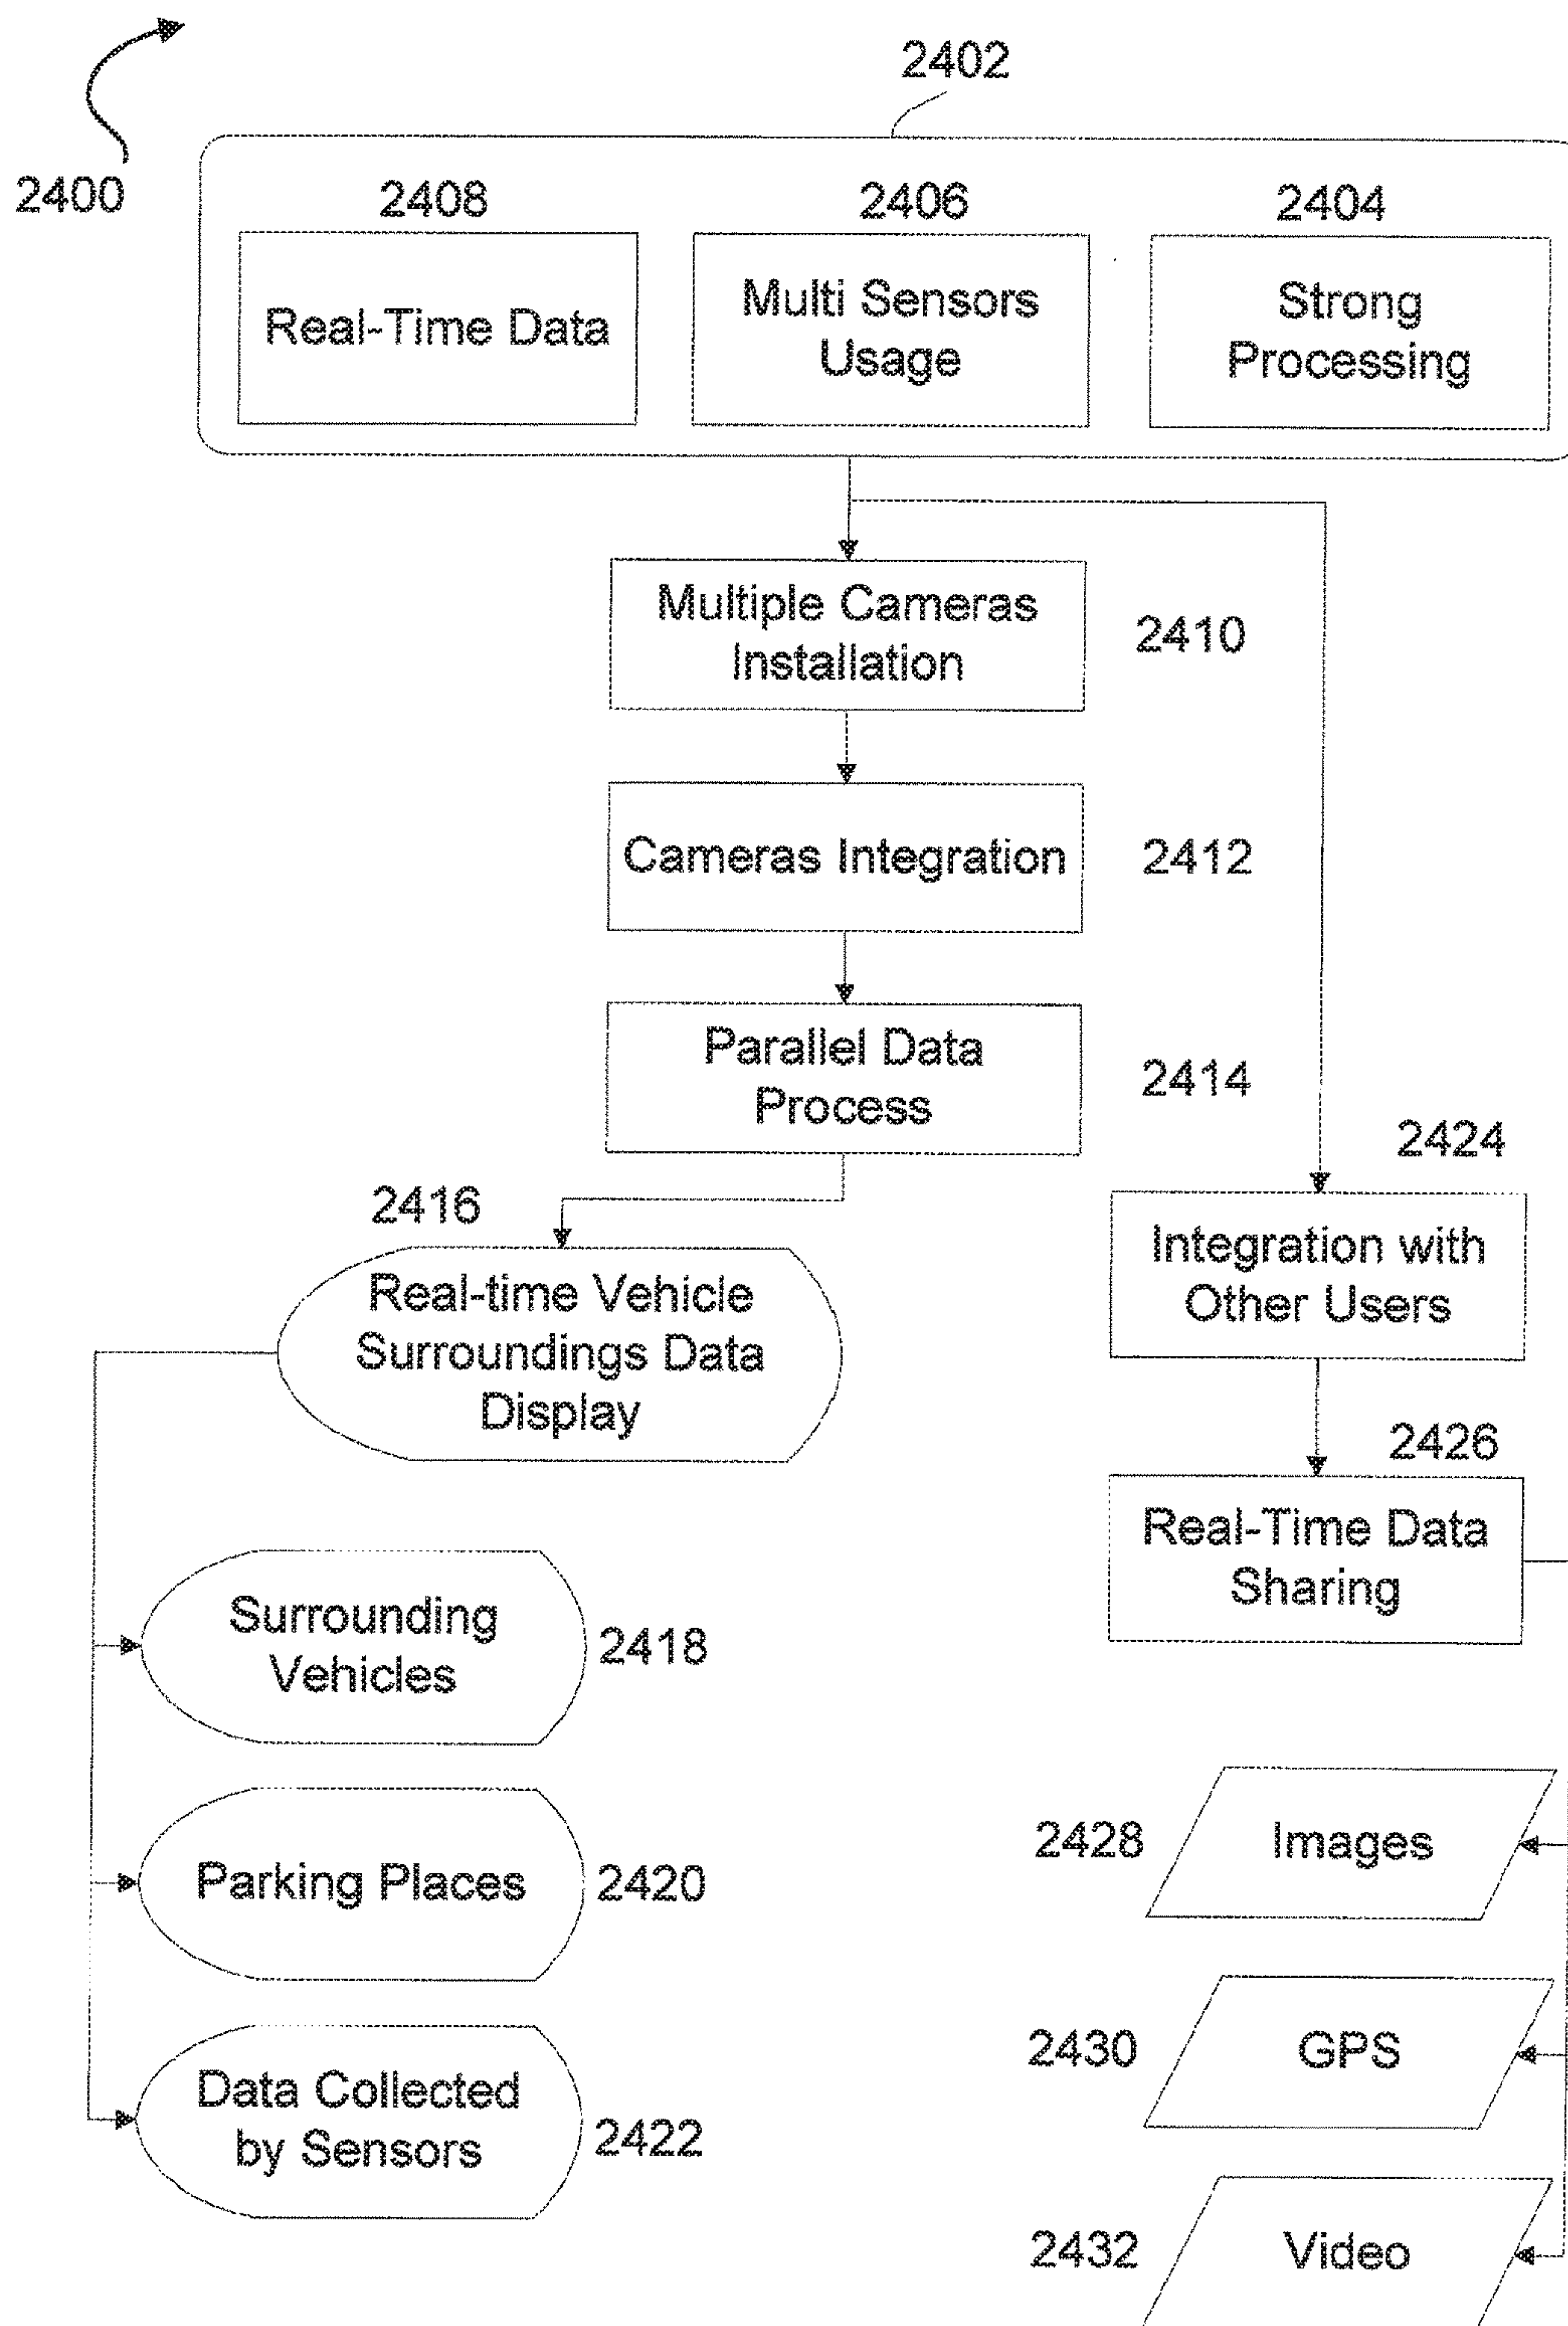 2402
2400
2408
2406
2404
Real-Time Data
Multi Sensors
Usage
Strong
Processing
Multiple Cameras
Installation
2410
Cameras Integration
2412
Parallel Data
Process
2414
2424
2416
Real-time Vehicle
Surroundings Data
Display
Integration with
Other Users
2426
Real-Time Data
Sharing
Surrounding
Vehicles
2418
Parking Places
2420
Data Collected
by Sensors
2422
2428
Images
2430
GPS
2432
Video